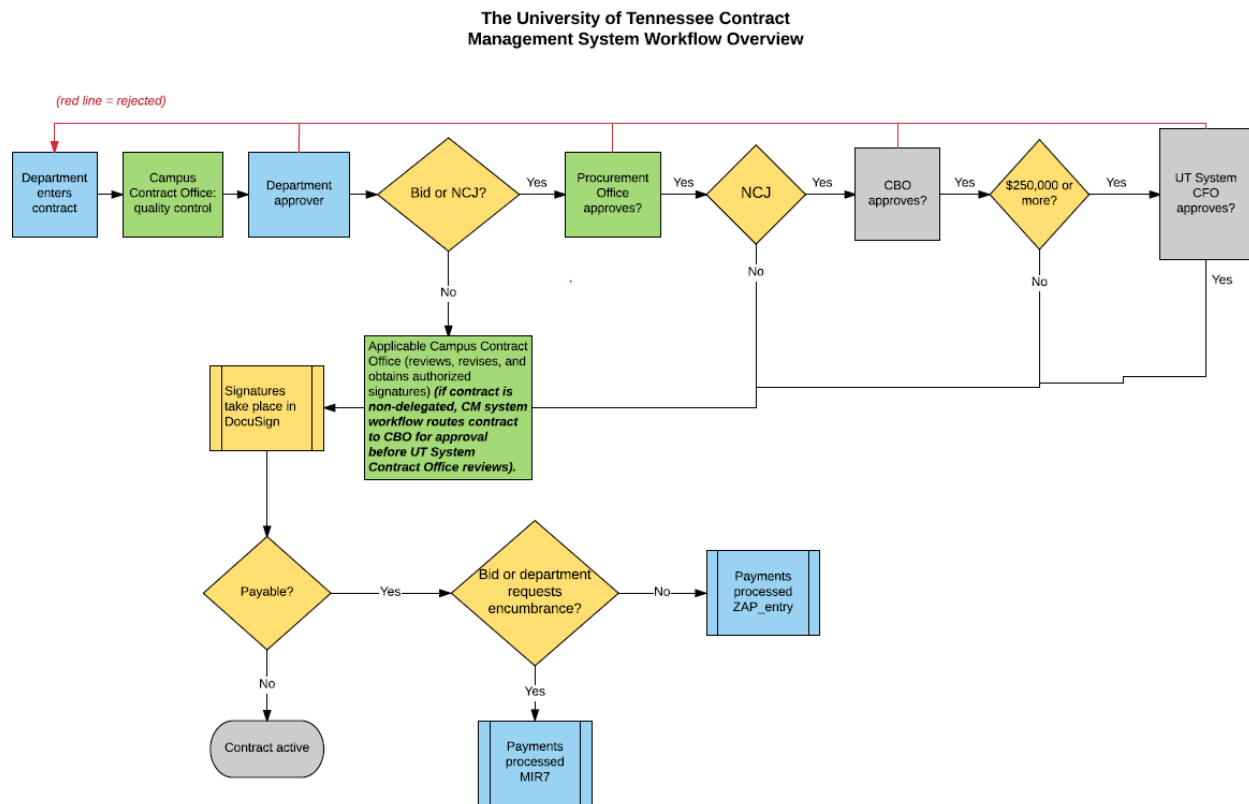 The University of Tennessee Contract
Management System Workflow Overview
(red line = rejected)
Department
enters
contract
Campus
Contract Office:
quality control
Department
approver
Bid or NCJ?
Yes
Procurement
Office
approves?
Yes
NCJ
Yes
CBO
approves?
Yes
$250,000 or
more?
Yes
UT System
CFO
approves?
No
No
No
Yes
Applicable Campus Contract
Office (reviews, revises, and
obtains authorized
signatures) (if contract is
non-delegated, CM system
workflow routes contract
to CBO for approval
before UT System
Contract Office reviews).
Signatures
take place in
DocuSign
Payable?
Yes
Bid or department
requests
encumbrance?
No
Payments
processed
ZAP_entry
No
Yes
Contract active
Payments
processed
MIR7